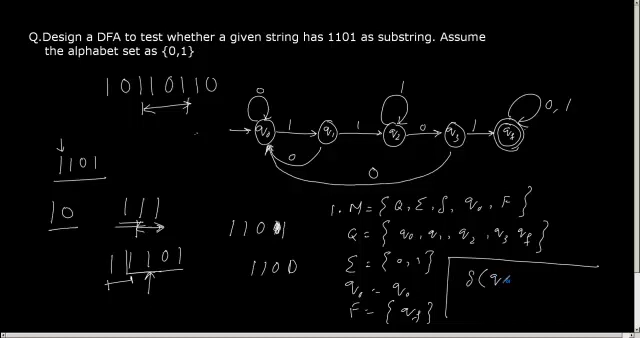 Q.Design a DFA to test whether a given string has 1101 as substring. Assume
the alphabet set as {0,1}
10110110
0
1
0, 1
q0
1
q1
1
q2
0
q3
1
qf
0
0
1101
10
111
11101
1101
1100
1. M = { Q, Σ, δ, q0, F }
Q = { q0, q1, q2, q3 qf }
Σ = { 0, 1 }
q0 - q0
F = { qf }
δ(q